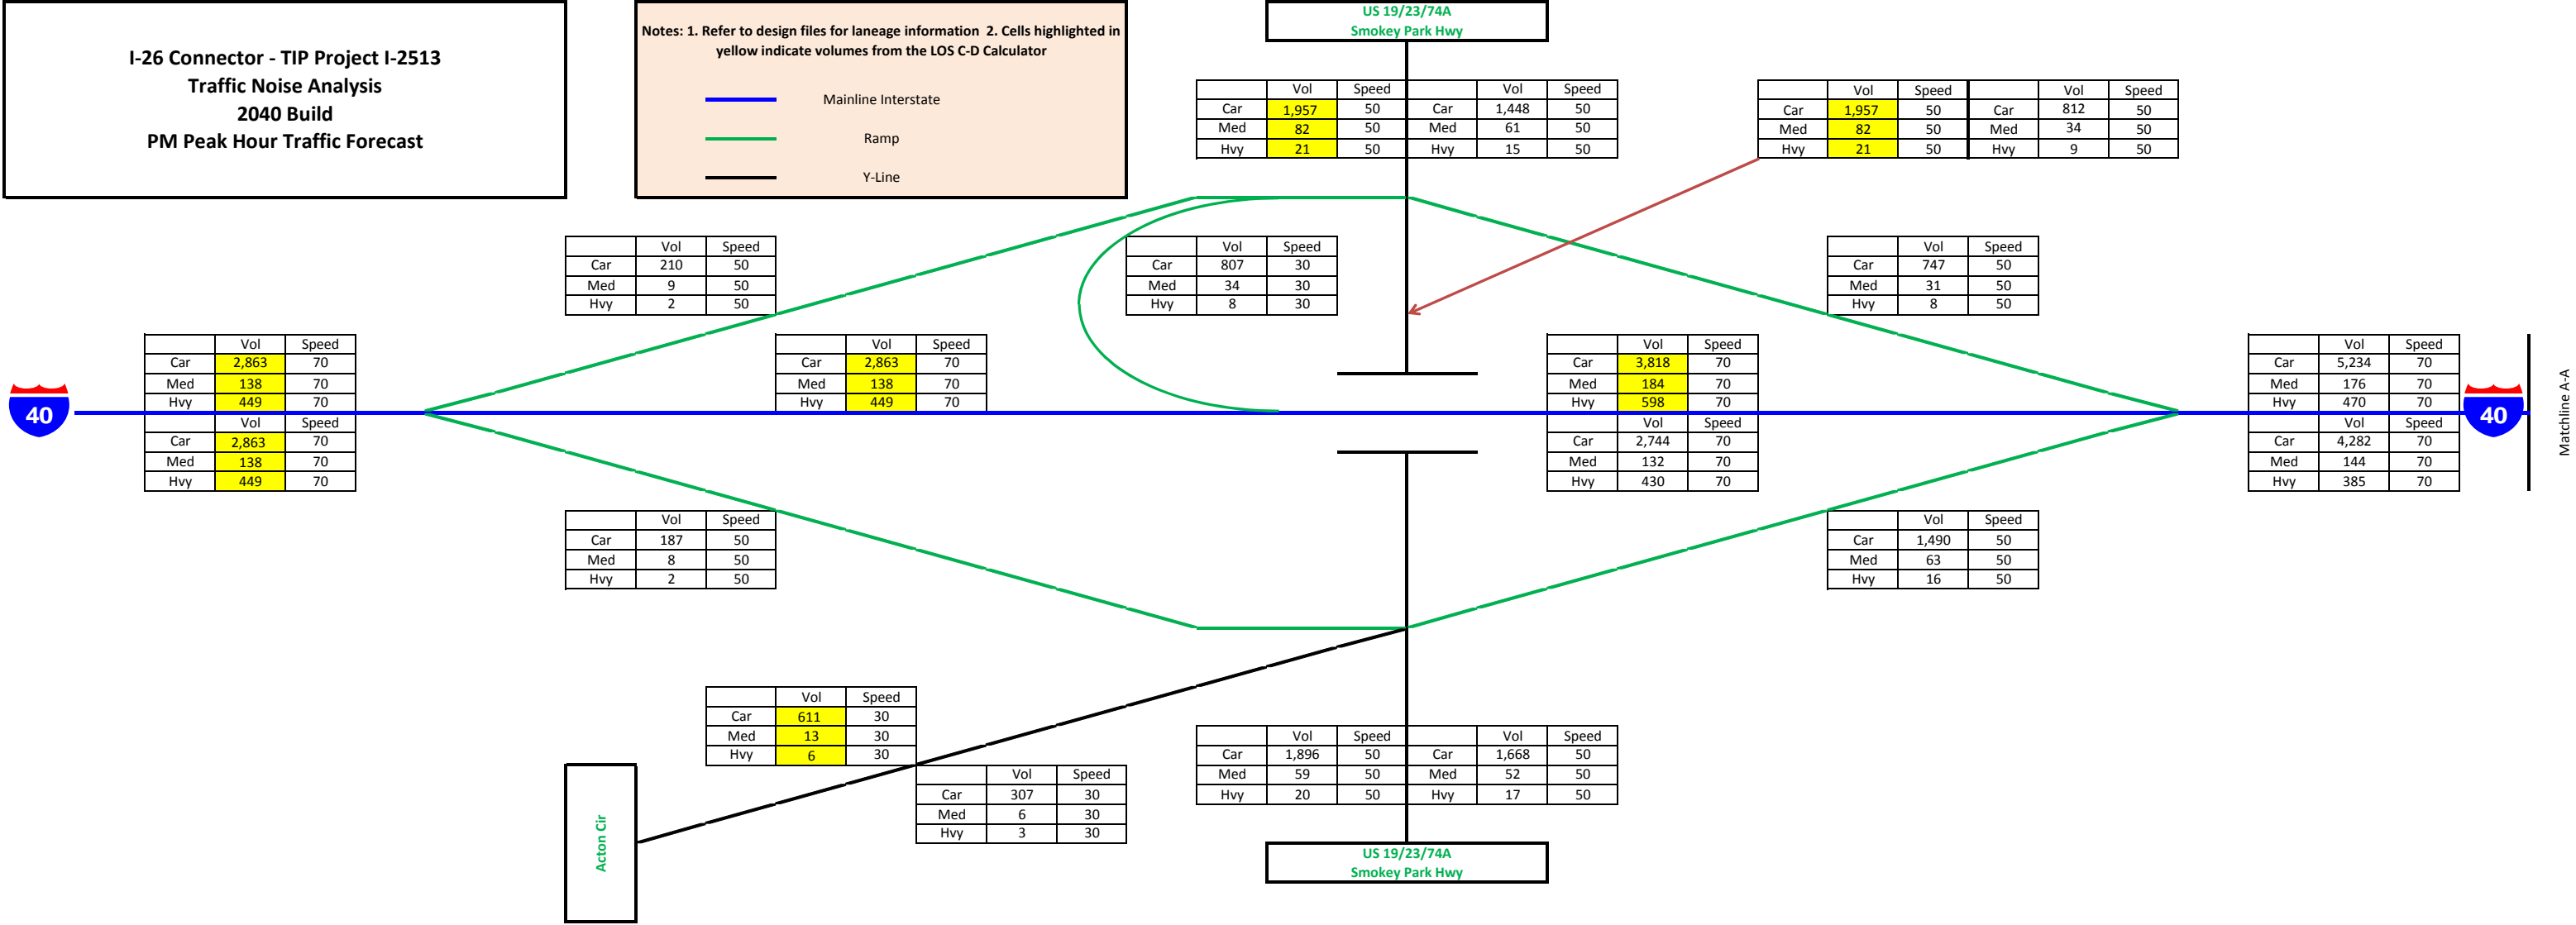 I-26 Connector - TIP Project I-2513
Traffic Noise Analysis
2040 Build
PM Peak Hour Traffic Forecast
Notes: 1. Refer to design files for laneage information 2. Cells highlighted in
yellow indicate volumes from the LOS C-D Calculator
Mainline Interstate
Ramp
Y-Line
US 19/23/74A
Smokey Park Hwy
Vol Speed Vol Speed
Car 1,957 50 Car 1,448 50
Med 82 50 Med 61 50
Hvy 21 50 Hvy 15 50
Vol Speed Vol Speed
Car 1,957 50 Car 812 50
Med 82 50 Med 34 50
Hvy 21 50 Hvy 9 50
Vol Speed
Car 210 50
Med 9 50
Hvy 2 50
Vol Speed
Car 807 30
Med 34 30
Hvy 8 30
Vol Speed
Car 747 50
Med 31 50
Hvy 8 50
40
Vol Speed
Car 2,863 70
Med 138 70
Hvy 449 70
Vol Speed
Car 2,863 70
Med 138 70
Hvy 449 70
Vol Speed
Car 2,863 70
Med 138 70
Hvy 449 70
Vol Speed
Car 3,818 70
Med 184 70
Hvy 598 70
Vol Speed
Car 2,744 70
Med 132 70
Hvy 430 70
Vol Speed
Car 5,234 70
Med 176 70
Hvy 470 70
Vol Speed
Car 4,282 70
Med 144 70
Hvy 385 70
40
Matchline A-A
Vol Speed
Car 187 50
Med 8 50
Hvy 2 50
Vol Speed
Car 1,490 50
Med 63 50
Hvy 16 50
Vol Speed
Car 611 30
Med 13 30
Hvy 6 30
Vol Speed
Car 307 30
Med 6 30
Hvy 3 30
Vol Speed Vol Speed
Car 1,896 50 Car 1,668 50
Med 59 50 Med 52 50
Hvy 20 50 Hvy 17 50
Acton Cir
US 19/23/74A
Smokey Park Hwy